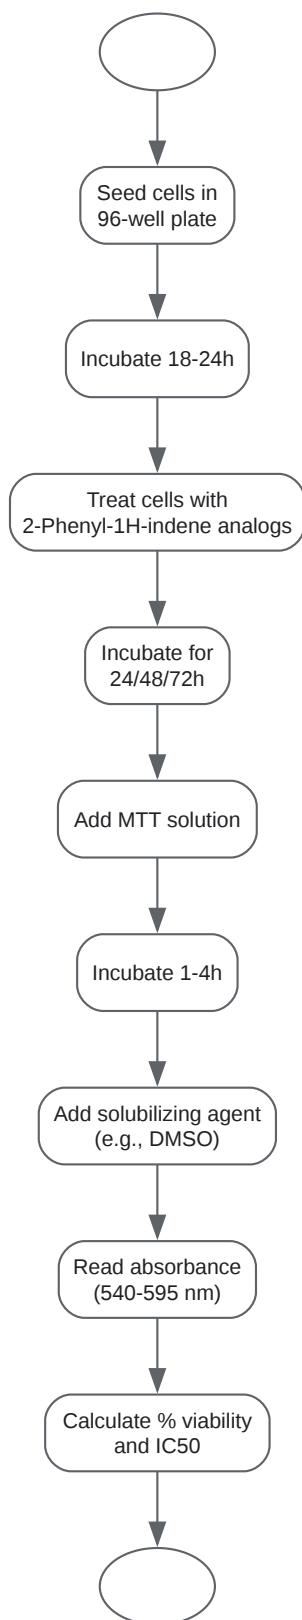 Seed cells in
96-well plate
Incubate 18-24h
Treat cells with
2-Phenyl-1H-indene analogs
Incubate for
24/48/72h
Add MTT solution
Incubate 1-4h
Add solubilizing agent
(e.g., DMSO)
Read absorbance
(540-595 nm)
Calculate % viability
and IC50